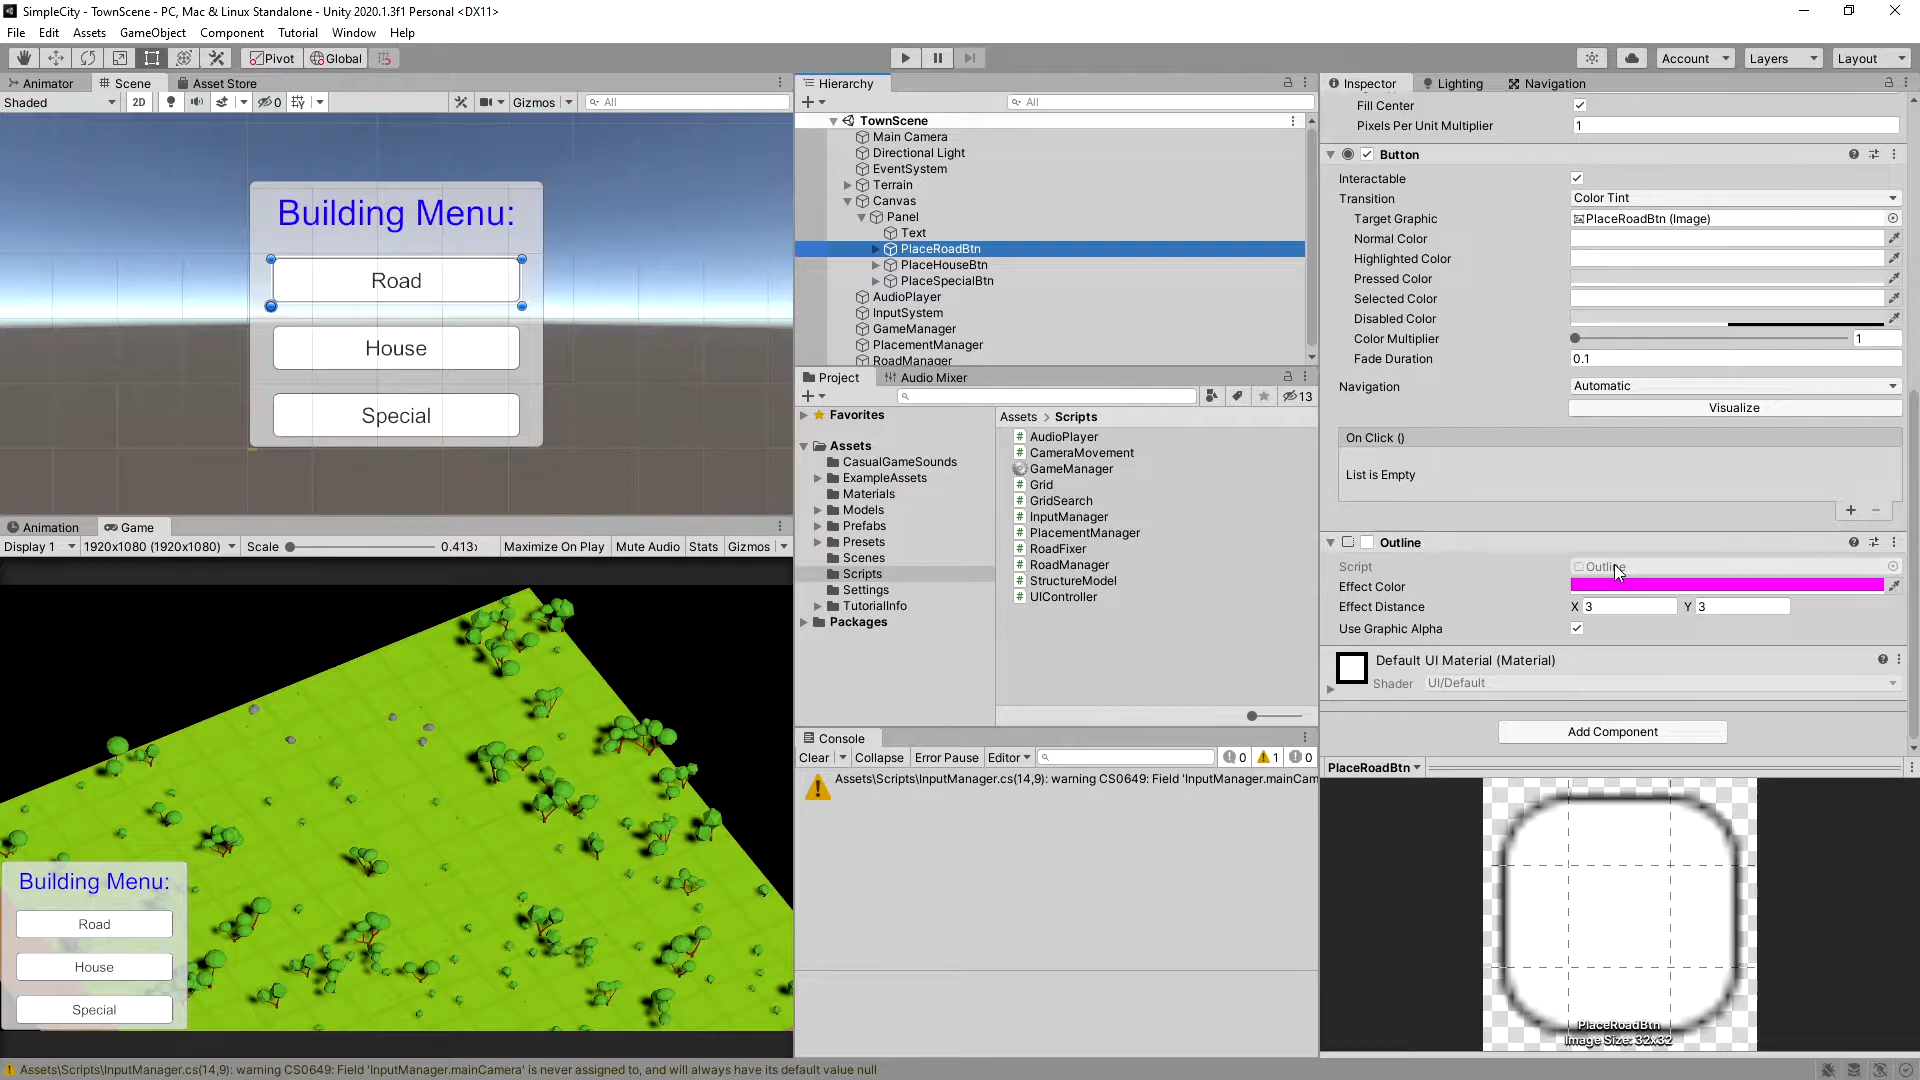 SimpleCity - TownScene - PC, Mac & Linux Standalone - Unity 2020.1.3f1 Personal <DX11>
File Edit Assets GameObject Component Tutorial Window Help
Pivot Global Account Layers Layout
Animator Scene Asset Store
Shaded 2D 0 Gizmos All
Building Menu:
Road
House
Special
Animation Game
Display 1 1920x1080 (1920x1080) Scale 0.413 Maximize On Play Mute Audio Stats Gizmos
Building Menu:
Road
House
Special
Hierarchy
All
TownScene
Main Camera
Directional Light
EventSystem
Terrain
Canvas
Panel
Text
PlaceRoadBtn
PlaceHouseBtn
PlaceSpecialBtn
AudioPlayer
InputSystem
GameManager
PlacementManager
RoadManager
Project Audio Mixer
13
Favorites
Assets
CasualGameSounds
ExampleAssets
Materials
Models
Prefabs
Presets
Scenes
Scripts
Settings
TutorialInfo
Packages
Assets > Scripts
AudioPlayer
CameraMovement
GameManager
Grid
GridSearch
InputManager
PlacementManager
RoadFixer
RoadManager
StructureModel
UIController
Console
Clear Collapse Error Pause Editor 0 1 0
Assets\Scripts\InputManager.cs(14,9): warning CS0649: Field 'InputManager.mainCam
Inspector Lighting Navigation
Fill Center
Pixels Per Unit Multiplier 1
Button
Interactable
Transition Color Tint
Target Graphic PlaceRoadBtn (Image)
Normal Color
Highlighted Color
Pressed Color
Selected Color
Disabled Color
Color Multiplier 1
Fade Duration 0.1
Navigation Automatic
Visualize
On Click ()
List is Empty
Outline
Script Outline
Effect Color
Effect Distance X 3 Y 3
Use Graphic Alpha
Default UI Material (Material)
Shader UI/Default
Add Component
PlaceRoadBtn
PlaceRoadBtn
Image Size: 32x32
Assets\Scripts\InputManager.cs(14,9): warning CS0649: Field 'InputManager.mainCamera' is never assigned to, and will always have its default value null